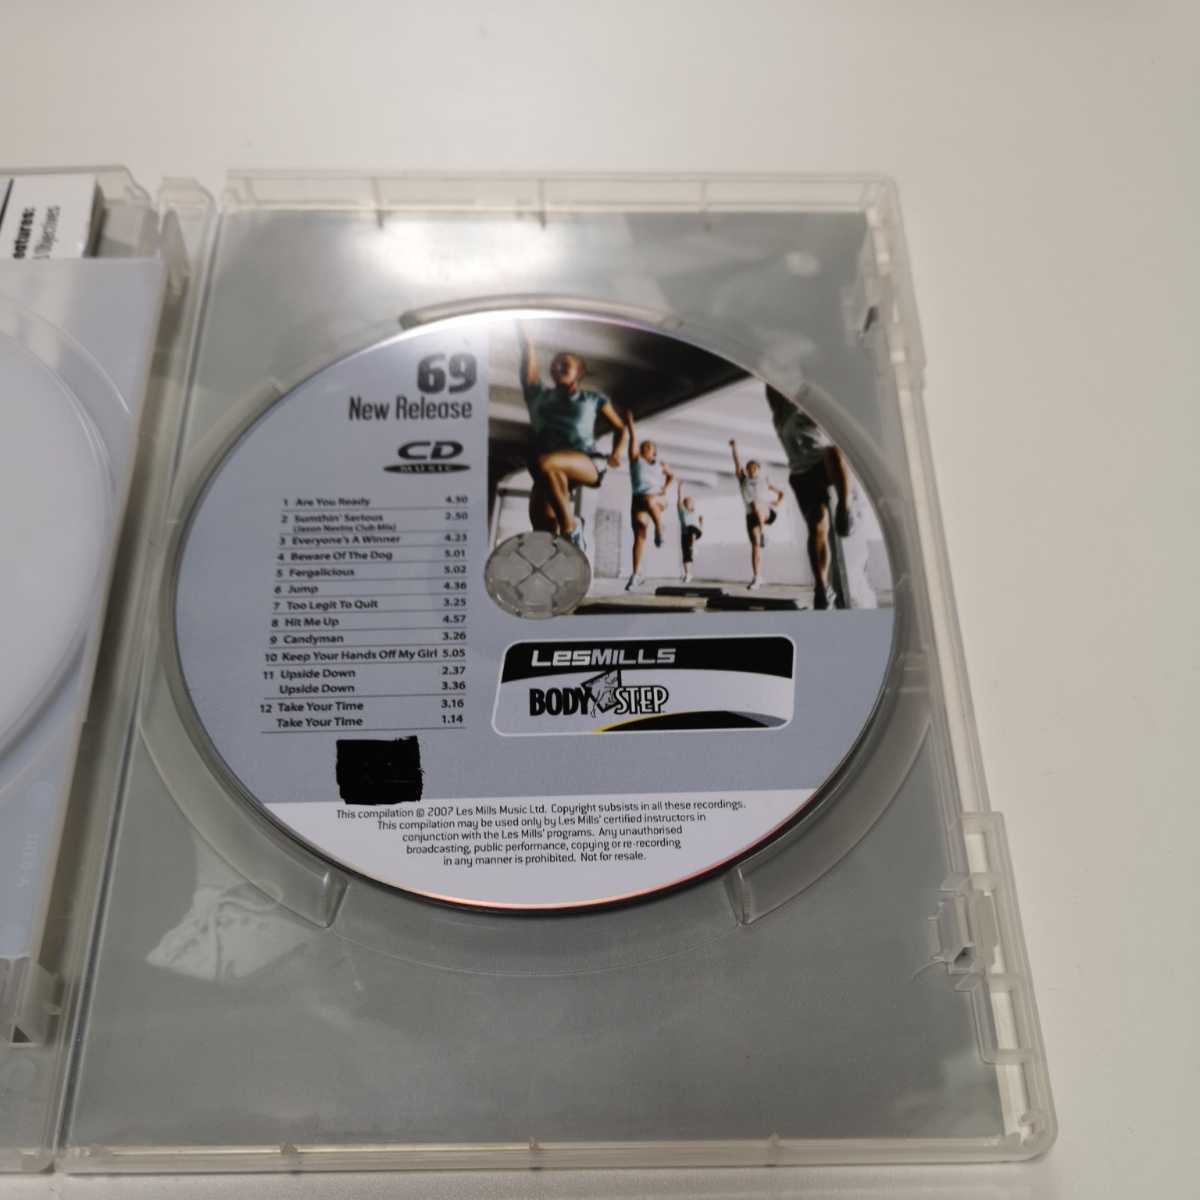 eatures:
Objectives
69
New Release
CD
MUSIC
1 Are You Ready 4.30
2 Sumthin' Serious 2.50
(Jason Nevins Club Mix)
3 Everyone's A Winner 4.23
4 Beware Of The Dog 5.01
5 Fergalicious 5.02
6 Jump 4.36
7 Too Legit To Quit 3.25
8 Hit Me Up 4.57
9 Candyman 3.26
10 Keep Your Hands Off My Girl 5.05
11 Upside Down 2.37
Upside Down 3.36
12 Take Your Time 3.16
Take Your Time 1.14
LESMILLS
BODYSTEP
This compilation © 2007 Les Mills Music Ltd. Copyright subsists in all these recordings.
This compilation may be used only by Les Mills' certified instructors in
conjunction with the Les Mills' programs. Any unauthorised
broadcasting, public performance, copying or re-recording
in any manner is prohibited. Not for resale.